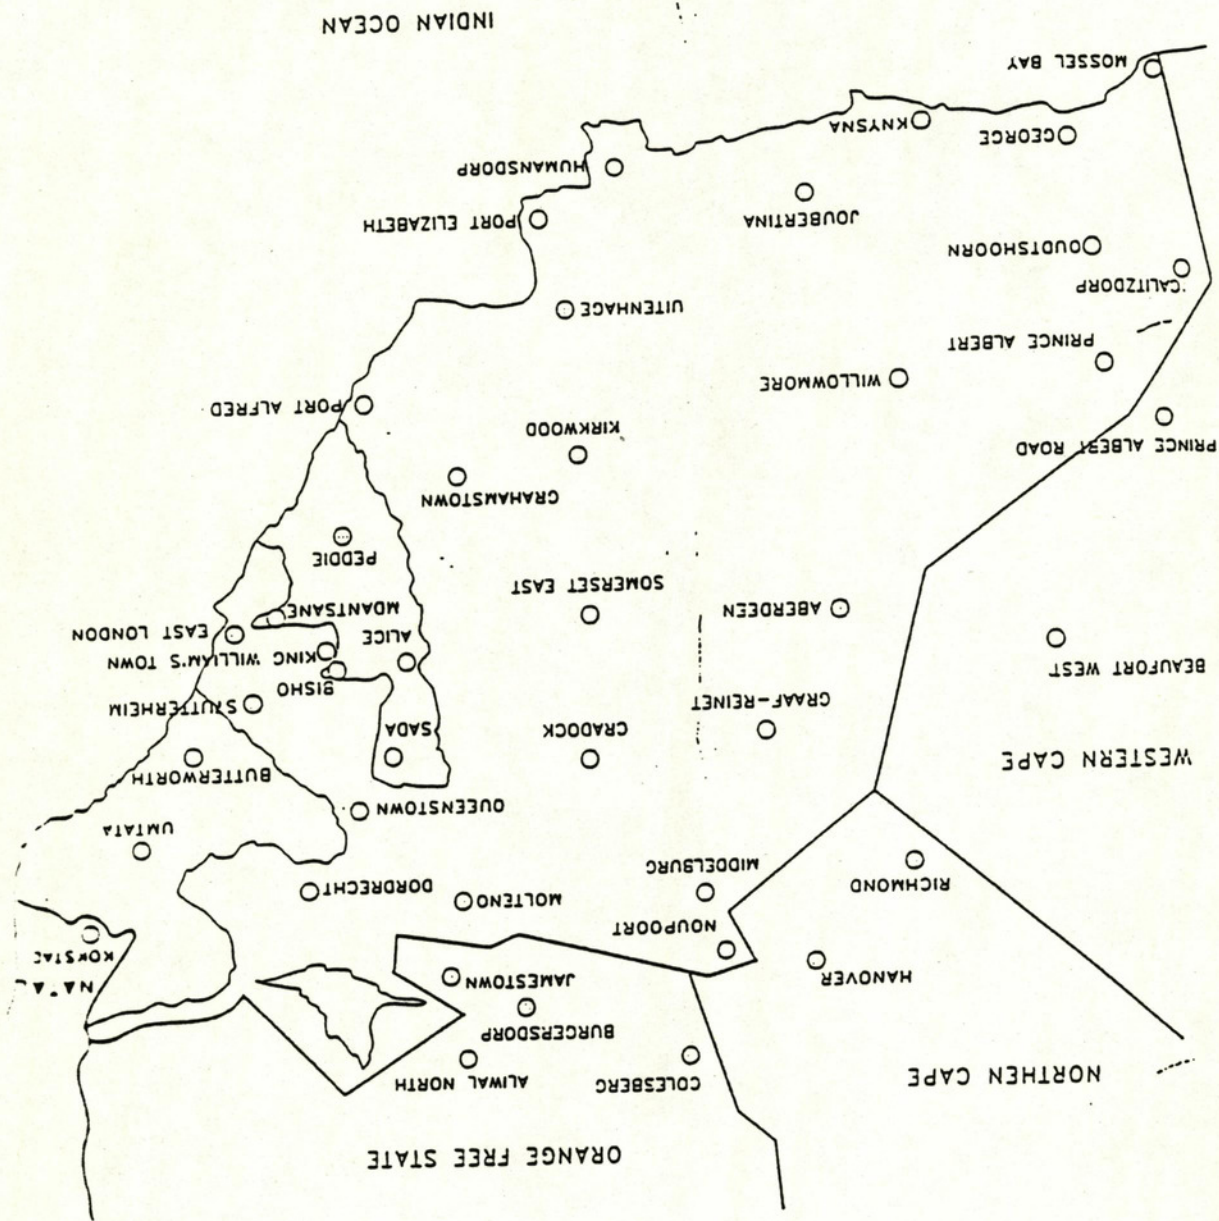 ORANGE FREE STATE
NORTHEN CAPE
COLESBERG
ALIWAL NORTH
BURGERSDORP
JAMESTOWN
HANOVER
NATAL
KOKSTAD
NOUPOORT
MOLTENO
DORDRECHT
RICHMOND
MIDDELBURG
UMTATA
QUEENSTOWN
BUTTERWORTH
WESTERN CAPE
CRADOCK
SADA
GRAAF-REINET
STUTTERHEIM
BISHO
BEAUFORT WEST
KING WILLIAM'S TOWN
ALICE
EAST LONDON
MDANTSANE
ABERDEEN
SOMERSET EAST
PEDDIE
GRAHAMSTOWN
PRINCE ALBERT ROAD
KIRKWOOD
PORT ALFRED
WILLOWMORE
PRINCE ALBERT
UITENHAGE
CALITZDORP
OUDTSHOORN
JOUBERTINA
PORT ELIZABETH
HUMANSDORP
GEORGE
KNYSNA
MOSSEL BAY
INDIAN OCEAN